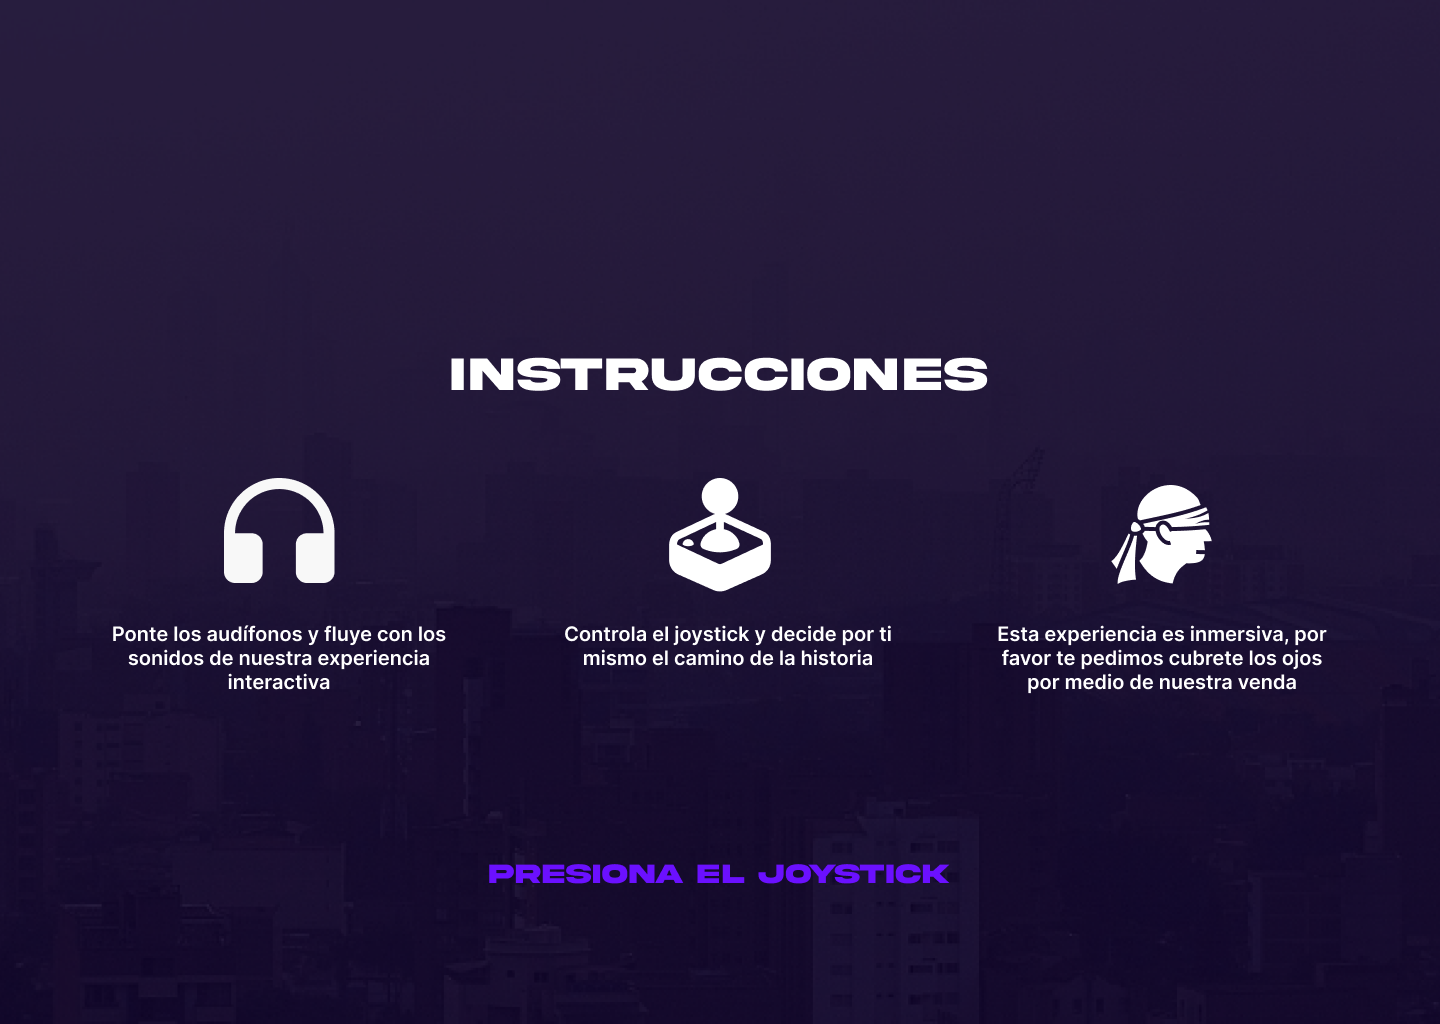 INSTRUCCIONES
Ponte los audífonos y fluye con los
sonidos de nuestra experiencia
interactiva
Controla el joystick y decide por ti
mismo el camino de la historia
Esta experiencia es inmersiva, por
favor te pedimos cubrete los ojos
por medio de nuestra venda
PRESIONA EL JOYSTICK